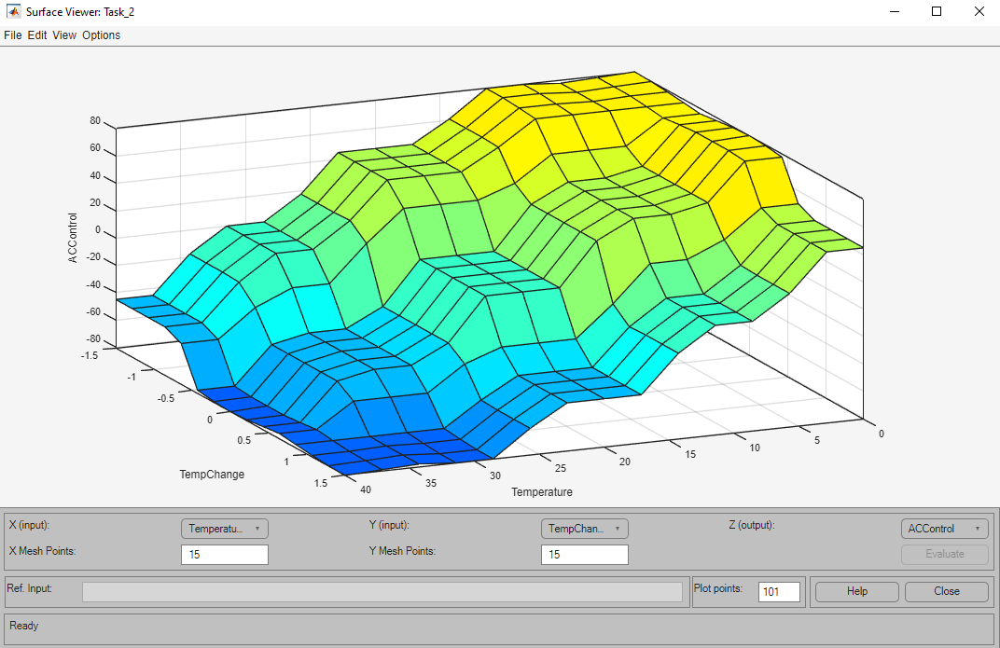 Surface Viewer: Task_2
File Edit View Options
80
60
40
20
0
-20
-40
-60
-80
ACControl
-1.5
-1
-0.5
0
0.5
1
1.5
TempChange
40
35
30
25
20
15
10
5
0
Temperature
X (input): Temperatu... Y (input): TempChan... Z (output): ACControl
X Mesh Points: 15 Y Mesh Points: 15 Evaluate
Ref. Input: Plot points: 101 Help Close
Ready